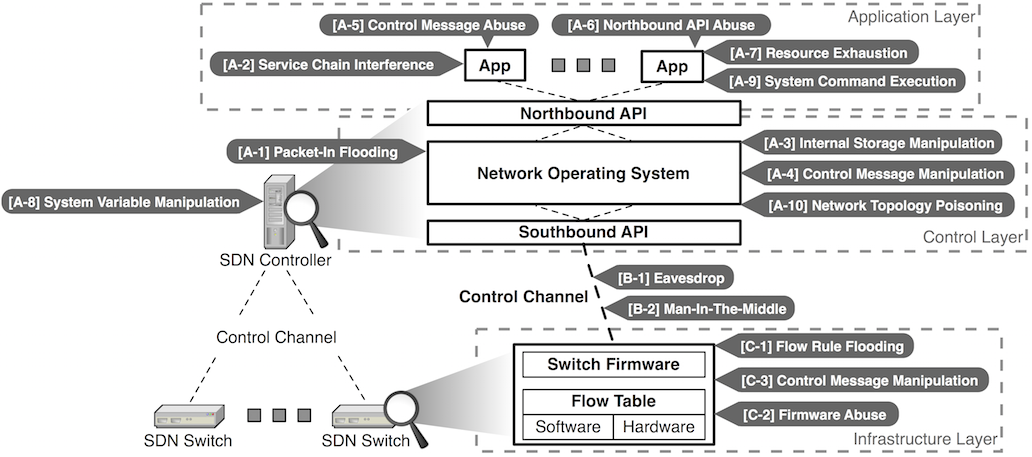 Application Layer
[A-5] Control Message Abuse
[A-6] Northbound API Abuse
[A-2] Service Chain Interference
App
App
[A-7] Resource Exhaustion
[A-9] System Command Execution
Northbound API
[A-1] Packet-In Flooding
Network Operating System
[A-3] Internal Storage Manipulation
[A-4] Control Message Manipulation
[A-10] Network Topology Poisoning
[A-8] System Variable Manipulation
Southbound API
Control Layer
SDN Controller
[B-1] Eavesdrop
Control Channel
[B-2] Man-In-The-Middle
Control Channel
[C-1] Flow Rule Flooding
Switch Firmware
[C-3] Control Message Manipulation
Flow Table
[C-2] Firmware Abuse
Software
Hardware
SDN Switch
SDN Switch
Infrastructure Layer